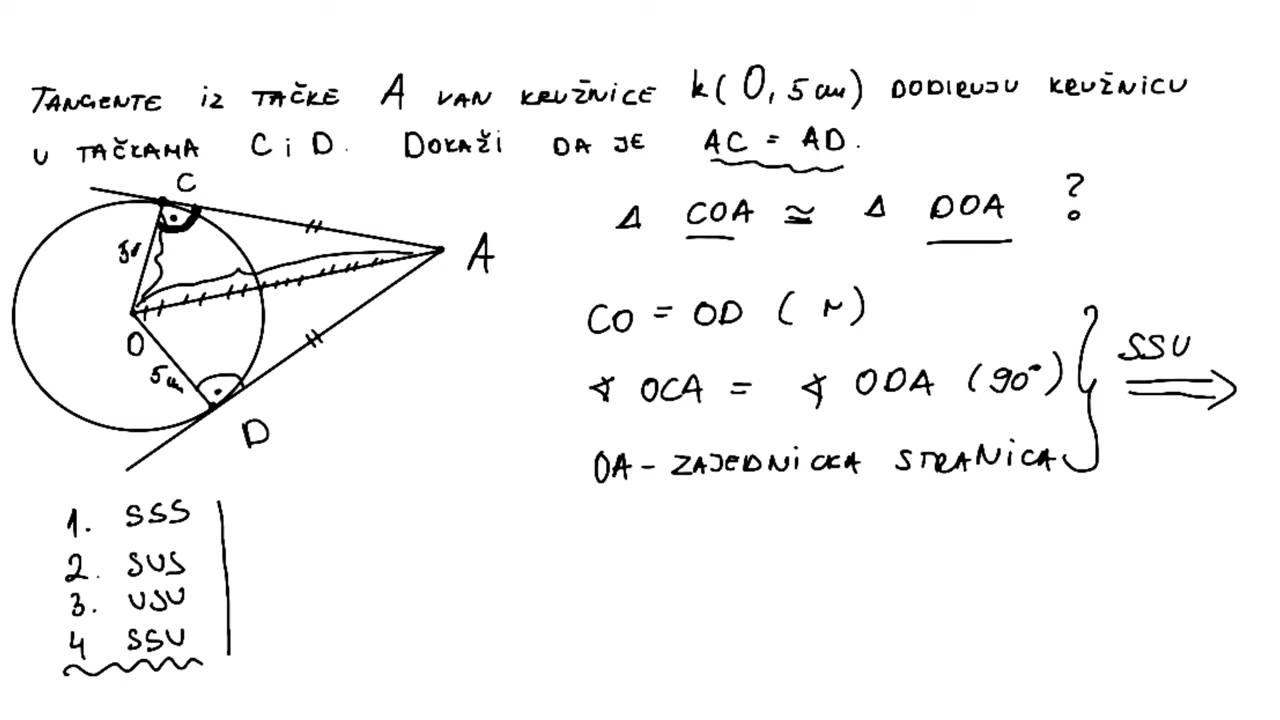 TANGENTE IZ TAČKE A VAN KRUŽNICE k(O, 5cm) DODIRUJU KRUŽNICU
U TAČKAMA C i D. DOKAŽI DA JE AC = AD.
C
Δ COA ≅ Δ DOA ?
A
CO = OD (r)
O
5cm
∢ OCA = ∢ ODA (90°)
SSU
D
OA - ZAJEDNICKA STRANICA
1. SSS
2. SUS
3. USU
4 SSU